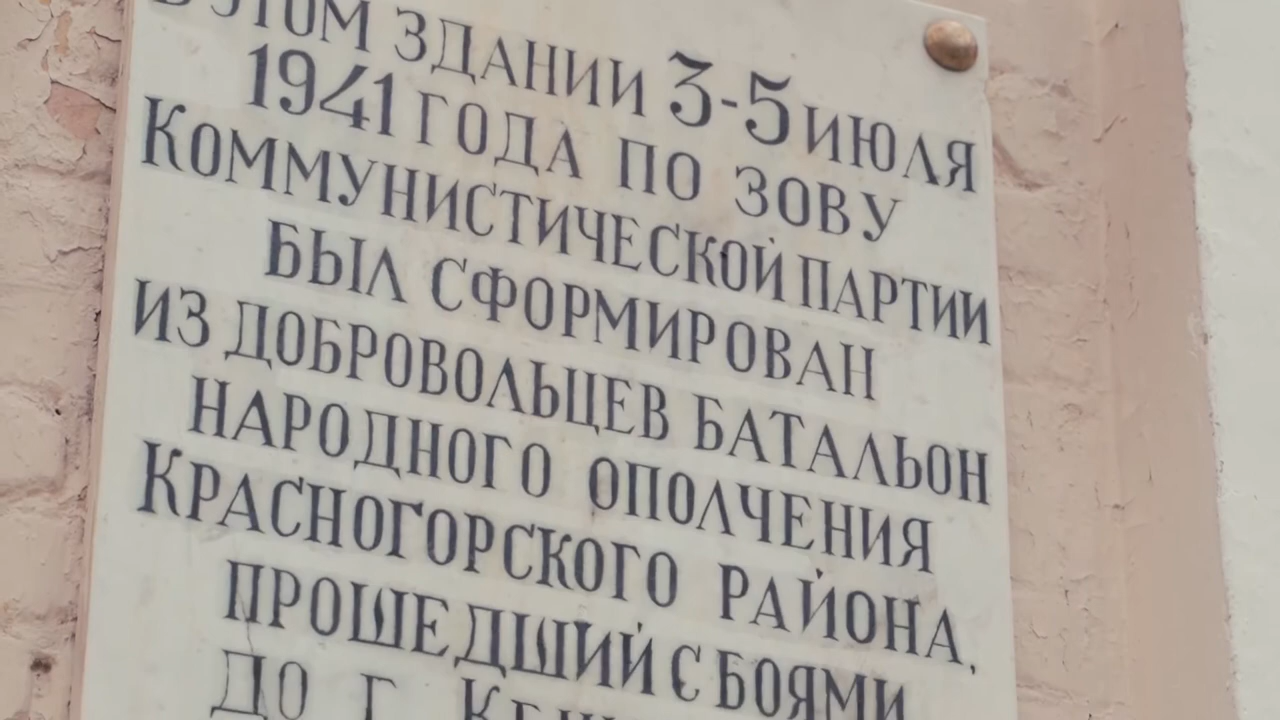 В ЭТОМ ЗДАНИИ 3-5 ИЮЛЯ
1941 ГОДА ПО ЗОВУ
КОММУНИСТИЧЕСКОЙ ПАРТИИ
БЫЛ СФОРМИРОВАН
ИЗ ДОБРОВОЛЬЦЕВ БАТАЛЬОН
НАРОДНОГО ОПОЛЧЕНИЯ
КРАСНОГОРСКОГО РАЙОНА,
ПРОШЕДШИЙ С БОЯМИ
ДО Г.